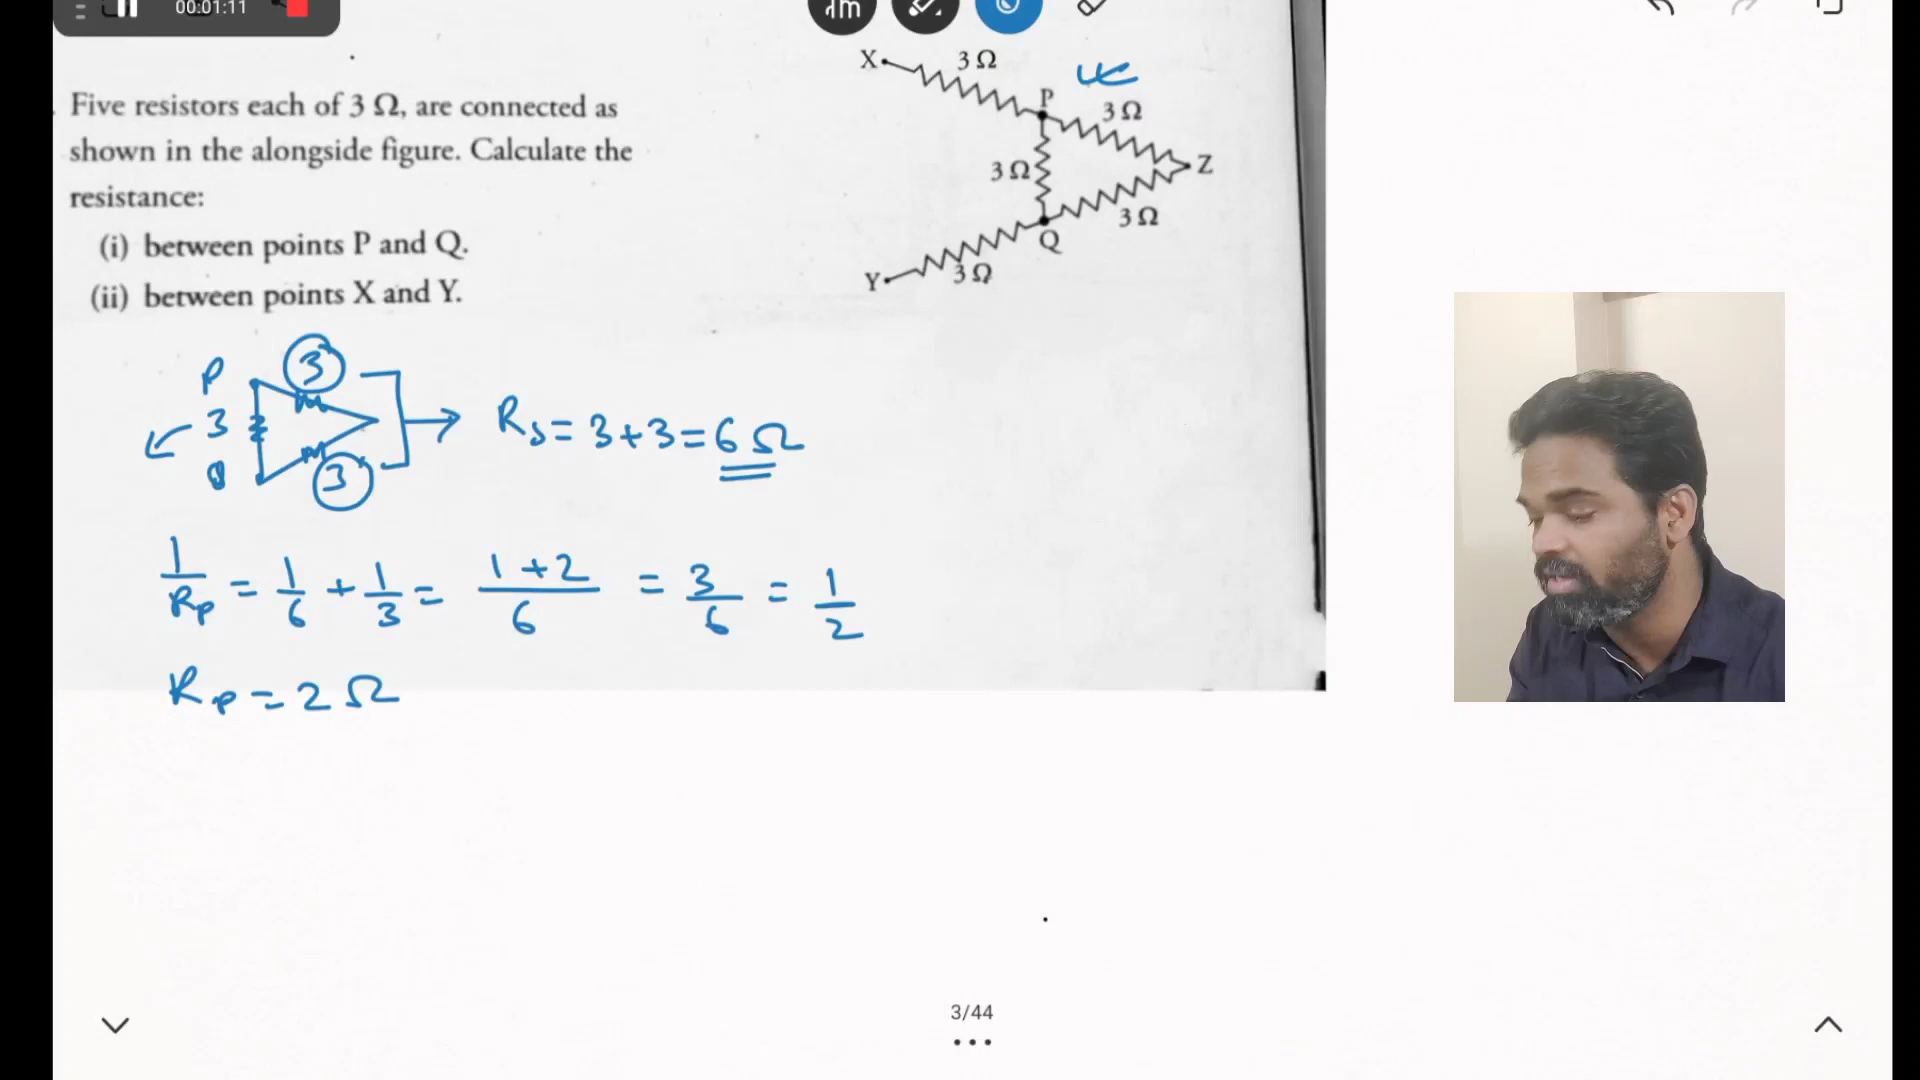 00:01:11
Five resistors each of 3 Ω, are connected as
shown in the alongside figure. Calculate the
resistance:
(i) between points P and Q.
(ii) between points X and Y.
X
3 Ω
P
3 Ω
3 Ω
Z
3 Ω
Q
Y
3 Ω
P
3
3
Q
3
Rs = 3+3 = 6 Ω
1/Rp = 1/6 + 1/3 = 1+2/6 = 3/6 = 1/2
Rp = 2 Ω
3/44